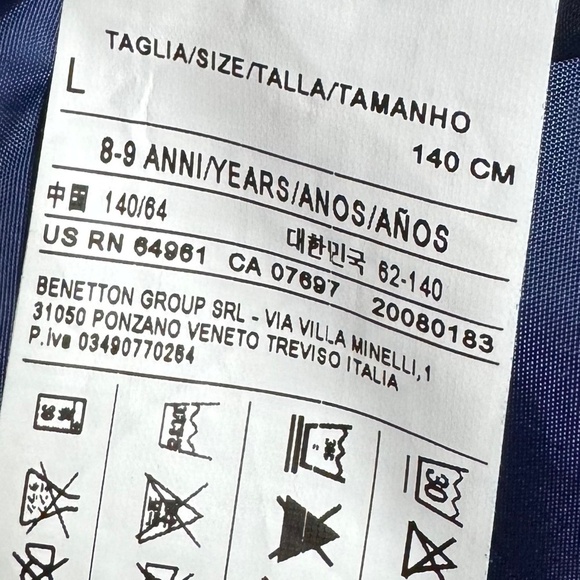 TAGLIA/SIZE/TALLA/TAMANHO
L
140 CM
8-9 ANNI/YEARS/ANOS/AÑOS
中国 140/64
대한민국 62-140
US RN 64961 CA 07697 20080183
BENETTON GROUP SRL - VIA VILLA MINELLI,1
31050 PONZANO VENETO TREVISO ITALIA
P.iva 03490770264
30